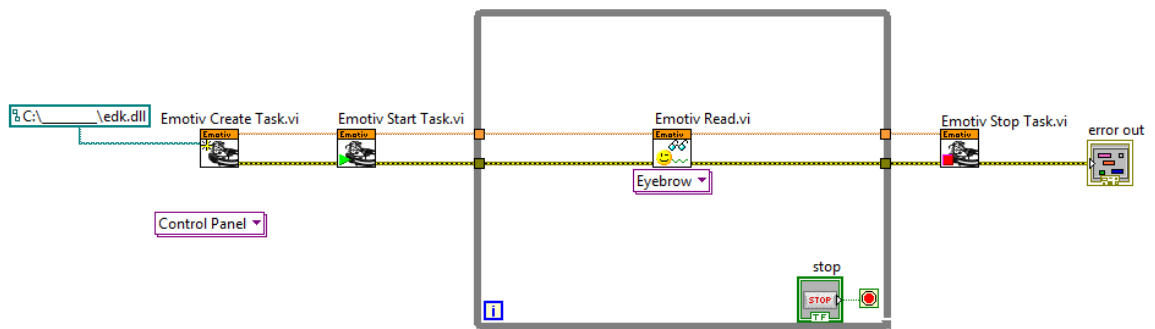 C:\________\edk.dll
Emotiv Create Task.vi
Emotiv
Emotiv Start Task.vi
Emotiv
Emotiv Read.vi
Emotiv
Emotiv Stop Task.vi
Emotiv
error out
Eyebrow
Control Panel
stop
STOP
TF
i